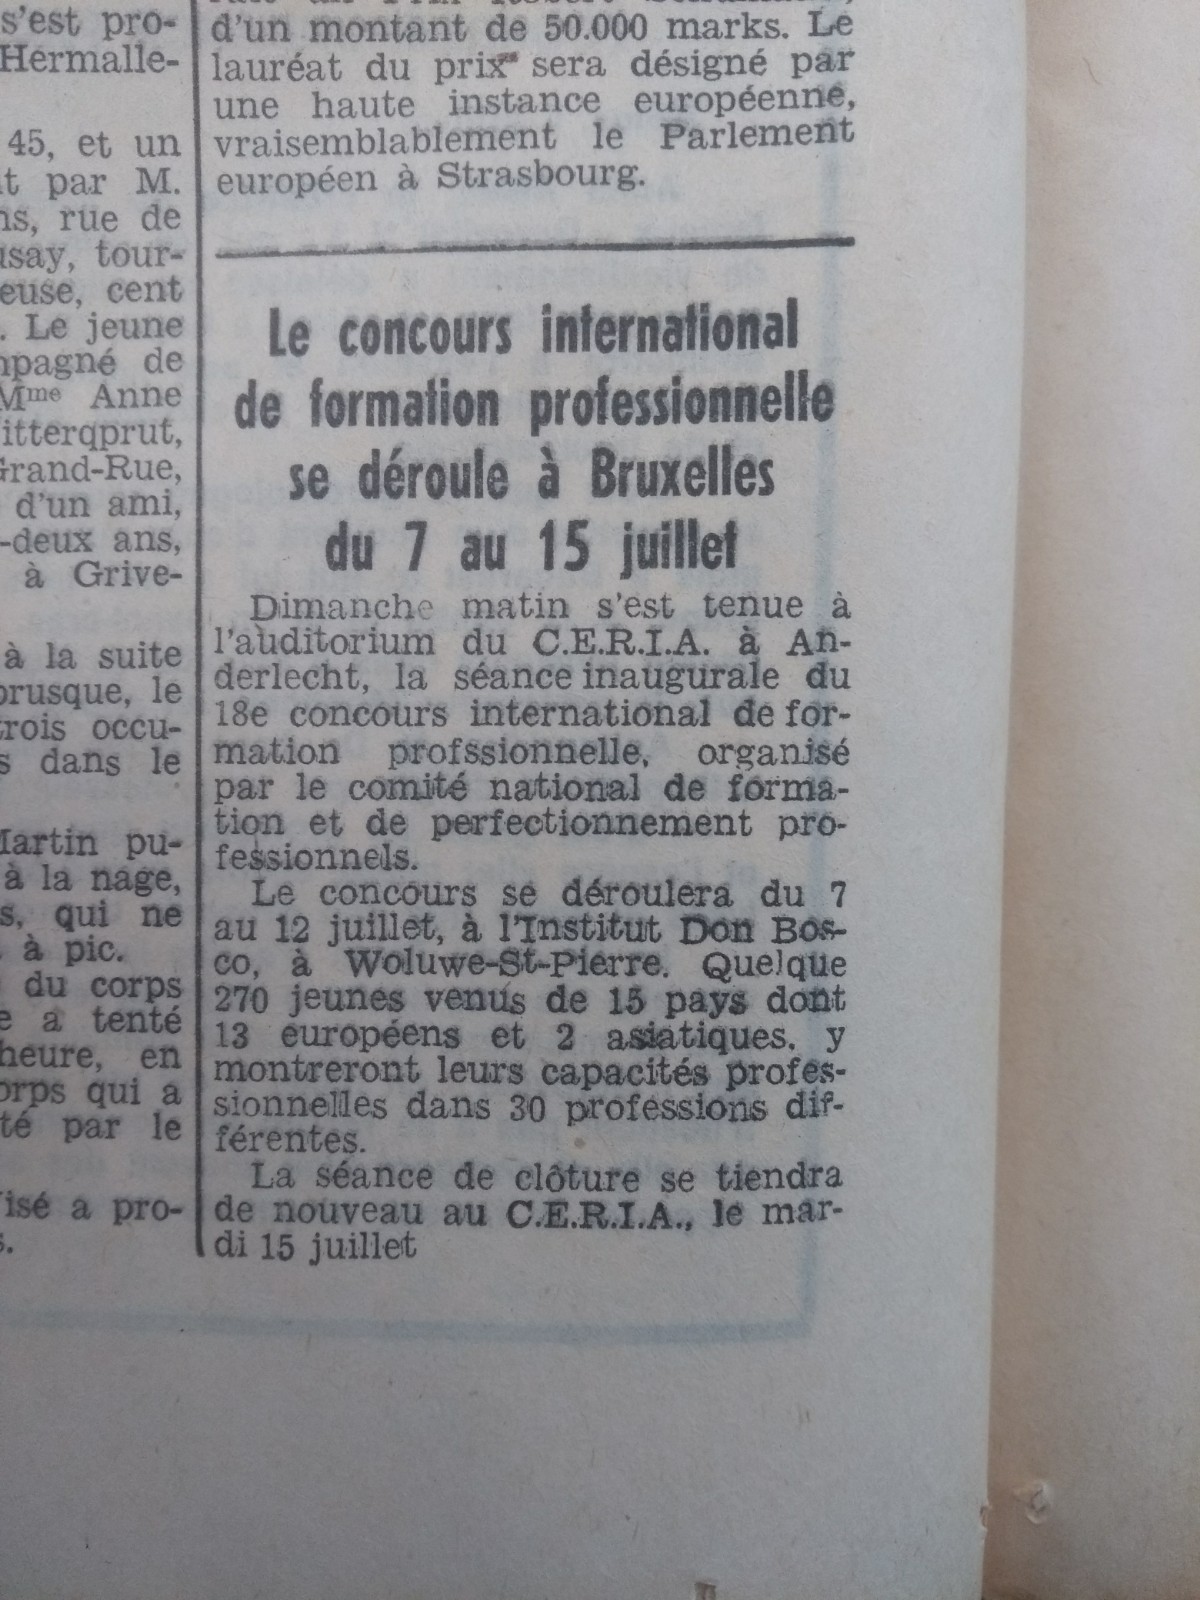 s'est pro-
Hermalle-
45, et un
t par M.
ns, rue de
usay, tour-
euse, cent
. Le jeune
mpagné de
Mme Anne
itterqprut,
Grand-Rue,
d'un ami,
-deux ans,
à Grive-
à la suite
brusque, le
trois occu-
s dans le
Martin pu-
à la nage,
s, qui ne
à pic.
du corps
e a tenté
heure, en
orps qui a
té par le
isé a pro-
s.
d'un montant de 50.000 marks. Le
lauréat du prix sera désigné par
une haute instance européenne,
vraisemblablement le Parlement
européen à Strasbourg.
Le concours international
de formation professionnelle
se déroule à Bruxelles
du 7 au 15 juillet
Dimanche matin s'est tenue à
l'auditorium du C.E.R.I.A. à An-
derlecht, la séance inaugurale du
18e concours international de for-
mation profssionnelle, organisé
par le comité national de forma-
tion et de perfectionnement pro-
fessionnels.
Le concours se déroulera du 7
au 12 juillet, à l'Institut Don Bos-
co, à Woluwe-St-Pierre. Quelque
270 jeunes venus de 15 pays dont
13 européens et 2 asiatiques, y
montreront leurs capacités profes-
sionnelles dans 30 professions dif-
férentes.
La séance de clôture se tiendra
de nouveau au C.E.R.I.A., le mar-
di 15 juillet